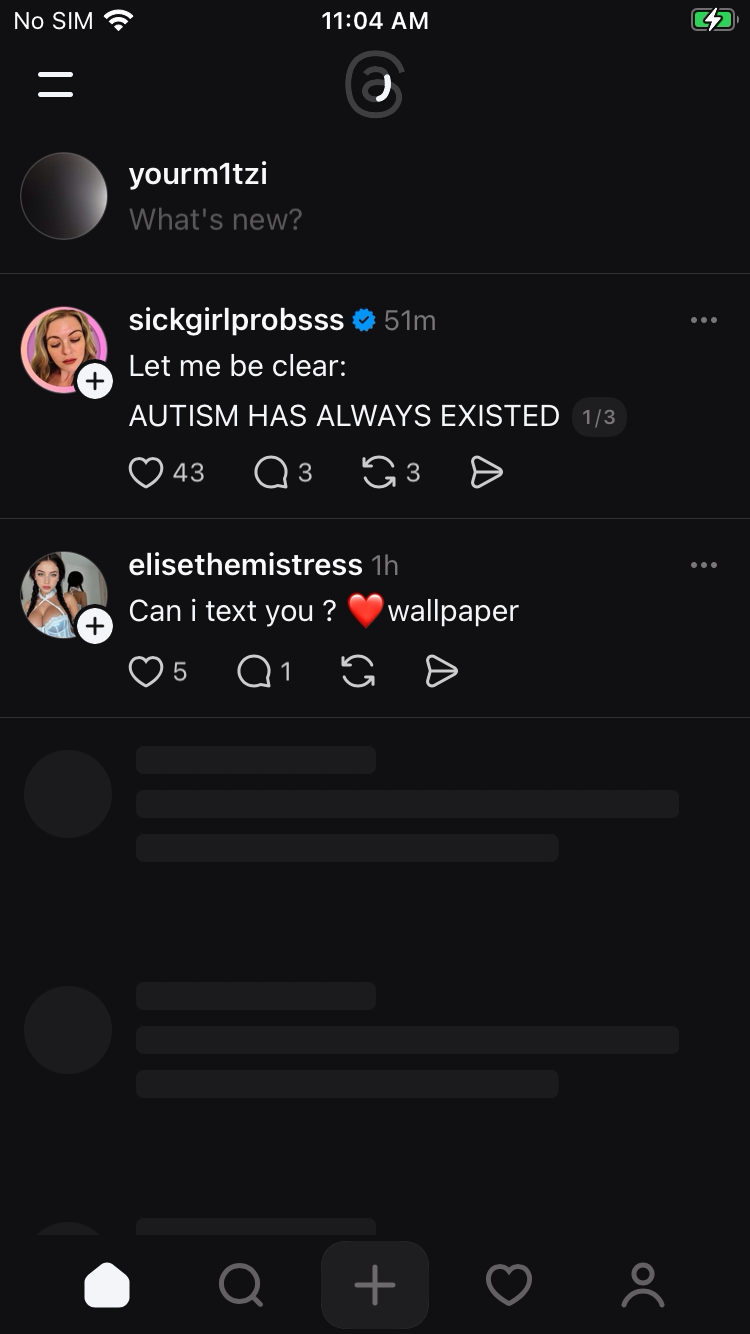 No SIM 11:04 AM
yourm1tzi
What's new?
sickgirlprobsss 51m
Let me be clear:
AUTISM HAS ALWAYS EXISTED 1/3
43 3 3
elisethemistress 1h
Can i text you ? ❤️wallpaper
5 1